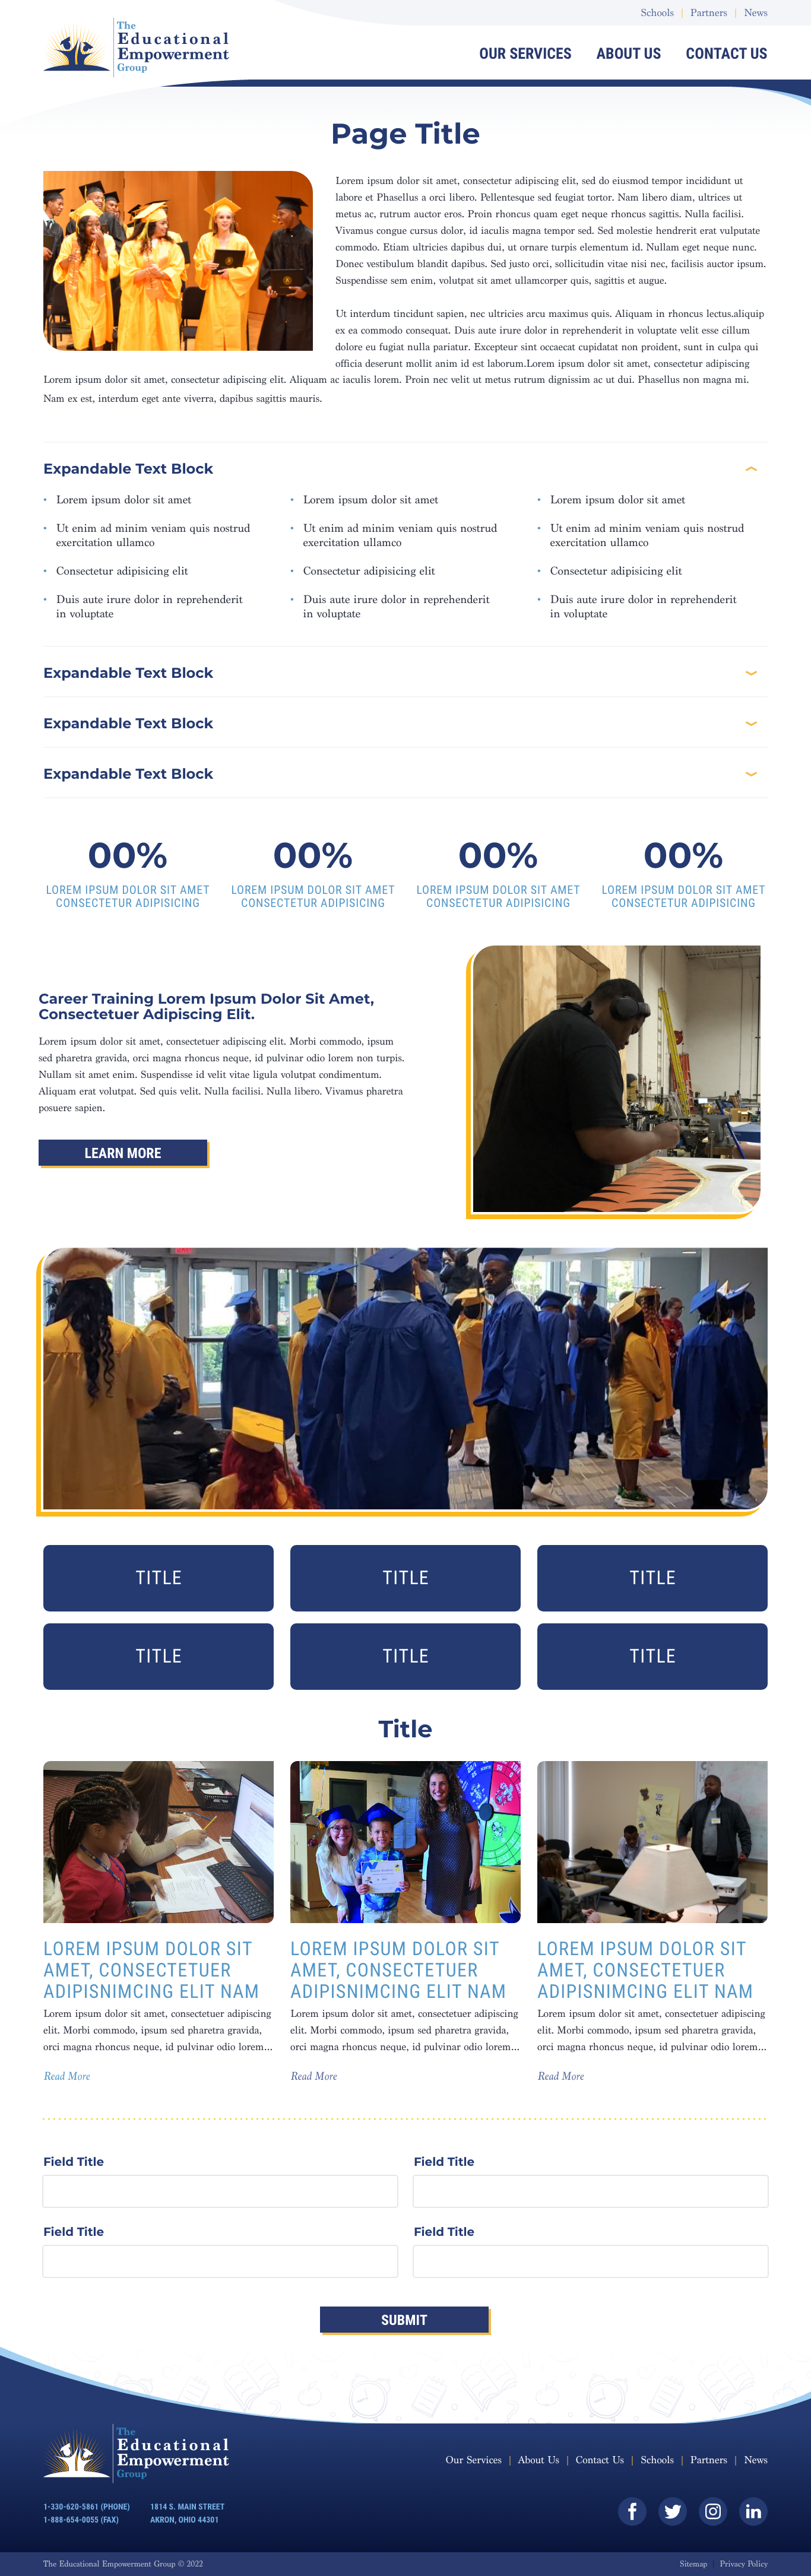 Schools | Partners | News
The
Educational
Empowerment
Group
OUR SERVICES ABOUT US CONTACT US
Page Title
Lorem ipsum dolor sit amet, consectetur adipiscing elit, sed do eiusmod tempor incididunt ut
labore et Phasellus a orci libero. Pellentesque sed feugiat tortor. Nam libero diam, ultrices ut
metus ac, rutrum auctor eros. Proin rhoncus quam eget neque rhoncus sagittis. Nulla facilisi.
Vivamus congue cursus dolor, id iaculis magna tempor sed. Sed molestie hendrerit erat vulputate
commodo. Etiam ultricies dapibus dui, ut ornare turpis elementum id. Nullam eget neque nunc.
Donec vestibulum blandit dapibus. Sed justo orci, sollicitudin vitae nisi nec, facilisis auctor ipsum.
Suspendisse sem enim, volutpat sit amet ullamcorper quis, sagittis et augue.
Ut interdum tincidunt sapien, nec ultricies arcu maximus quis. Aliquam in rhoncus lectus.aliquip
ex ea commodo consequat. Duis aute irure dolor in reprehenderit in voluptate velit esse cillum
dolore eu fugiat nulla pariatur. Excepteur sint occaecat cupidatat non proident, sunt in culpa qui
officia deserunt mollit anim id est laborum.Lorem ipsum dolor sit amet, consectetur adipiscing
Lorem ipsum dolor sit amet, consectetur adipiscing elit. Aliquam ac iaculis lorem. Proin nec velit ut metus rutrum dignissim ac ut dui. Phasellus non magna mi.
Nam ex est, interdum eget ante viverra, dapibus sagittis mauris.
Expandable Text Block
• Lorem ipsum dolor sit amet
• Ut enim ad minim veniam quis nostrud
exercitation ullamco
• Consectetur adipisicing elit
• Duis aute irure dolor in reprehenderit
in voluptate
• Lorem ipsum dolor sit amet
• Ut enim ad minim veniam quis nostrud
exercitation ullamco
• Consectetur adipisicing elit
• Duis aute irure dolor in reprehenderit
in voluptate
• Lorem ipsum dolor sit amet
• Ut enim ad minim veniam quis nostrud
exercitation ullamco
• Consectetur adipisicing elit
• Duis aute irure dolor in reprehenderit
in voluptate
Expandable Text Block
Expandable Text Block
Expandable Text Block
00%
LOREM IPSUM DOLOR SIT AMET
CONSECTETUR ADIPISICING
00%
LOREM IPSUM DOLOR SIT AMET
CONSECTETUR ADIPISICING
00%
LOREM IPSUM DOLOR SIT AMET
CONSECTETUR ADIPISICING
00%
LOREM IPSUM DOLOR SIT AMET
CONSECTETUR ADIPISICING
Career Training Lorem Ipsum Dolor Sit Amet,
Consectetuer Adipiscing Elit.
Lorem ipsum dolor sit amet, consectetuer adipiscing elit. Morbi commodo, ipsum
sed pharetra gravida, orci magna rhoncus neque, id pulvinar odio lorem non turpis.
Nullam sit amet enim. Suspendisse id velit vitae ligula volutpat condimentum.
Aliquam erat volutpat. Sed quis velit. Nulla facilisi. Nulla libero. Vivamus pharetra
posuere sapien.
LEARN MORE
TITLE TITLE TITLE
TITLE TITLE TITLE
Title
LOREM IPSUM DOLOR SIT
AMET, CONSECTETUER
ADIPISNIMCING ELIT NAM
Lorem ipsum dolor sit amet, consectetuer adipiscing
elit. Morbi commodo, ipsum sed pharetra gravida,
orci magna rhoncus neque, id pulvinar odio lorem...
Read More
LOREM IPSUM DOLOR SIT
AMET, CONSECTETUER
ADIPISNIMCING ELIT NAM
Lorem ipsum dolor sit amet, consectetuer adipiscing
elit. Morbi commodo, ipsum sed pharetra gravida,
orci magna rhoncus neque, id pulvinar odio lorem...
Read More
LOREM IPSUM DOLOR SIT
AMET, CONSECTETUER
ADIPISNIMCING ELIT NAM
Lorem ipsum dolor sit amet, consectetuer adipiscing
elit. Morbi commodo, ipsum sed pharetra gravida,
orci magna rhoncus neque, id pulvinar odio lorem...
Read More
Field Title Field Title
Field Title Field Title
SUBMIT
The
Educational
Empowerment
Group
Our Services | About Us | Contact Us | Schools | Partners | News
1-330-620-5861 (PHONE)
1-888-654-0055 (FAX)
1814 S. MAIN STREET
AKRON, OHIO 44301
The Educational Empowerment Group © 2022
Sitemap | Privacy Policy